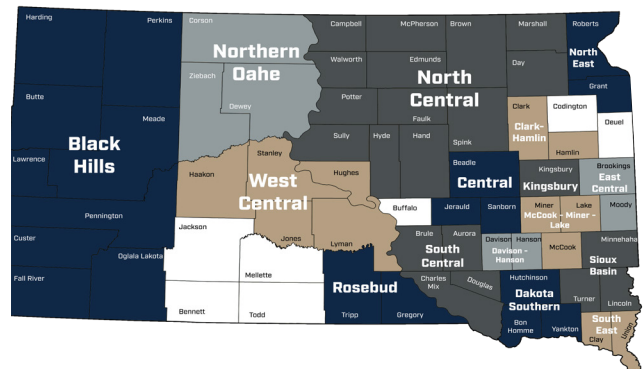 Harding
Perkins
Corson
Campbell
McPherson
Brown
Marshall
Roberts
Northern
Oahe
Walworth
Edmunds
Day
North
East
Ziebach
Dewey
Potter
North
Central
Grant
Butte
Meade
Faulk
Clark
Codington
Deuel
Black
Hills
Sully
Hyde
Hand
Spink
Clark-
Hamlin
Hamlin
Lawrence
Haakon
Stanley
Hughes
Beadle
Kingsbury
Brookings
West
Central
Central
Kingsbury
East
Central
Pennington
Buffalo
Jerauld
Sanborn
Miner
Lake
Moody
McCook - Miner -
Lake
Jackson
Jones
Lyman
Brule
Aurora
Davison
Hanson
McCook
Minnehaha
Custer
Oglala Lakota
South
Central
Davison -
Hanson
Sioux
Basin
Fall River
Mellette
Rosebud
Charles
Mix
Douglas
Hutchinson
Dakota
Southern
Turner
Lincoln
Bennett
Todd
Tripp
Gregory
Bon
Homme
Yankton
South
East
Clay
Union